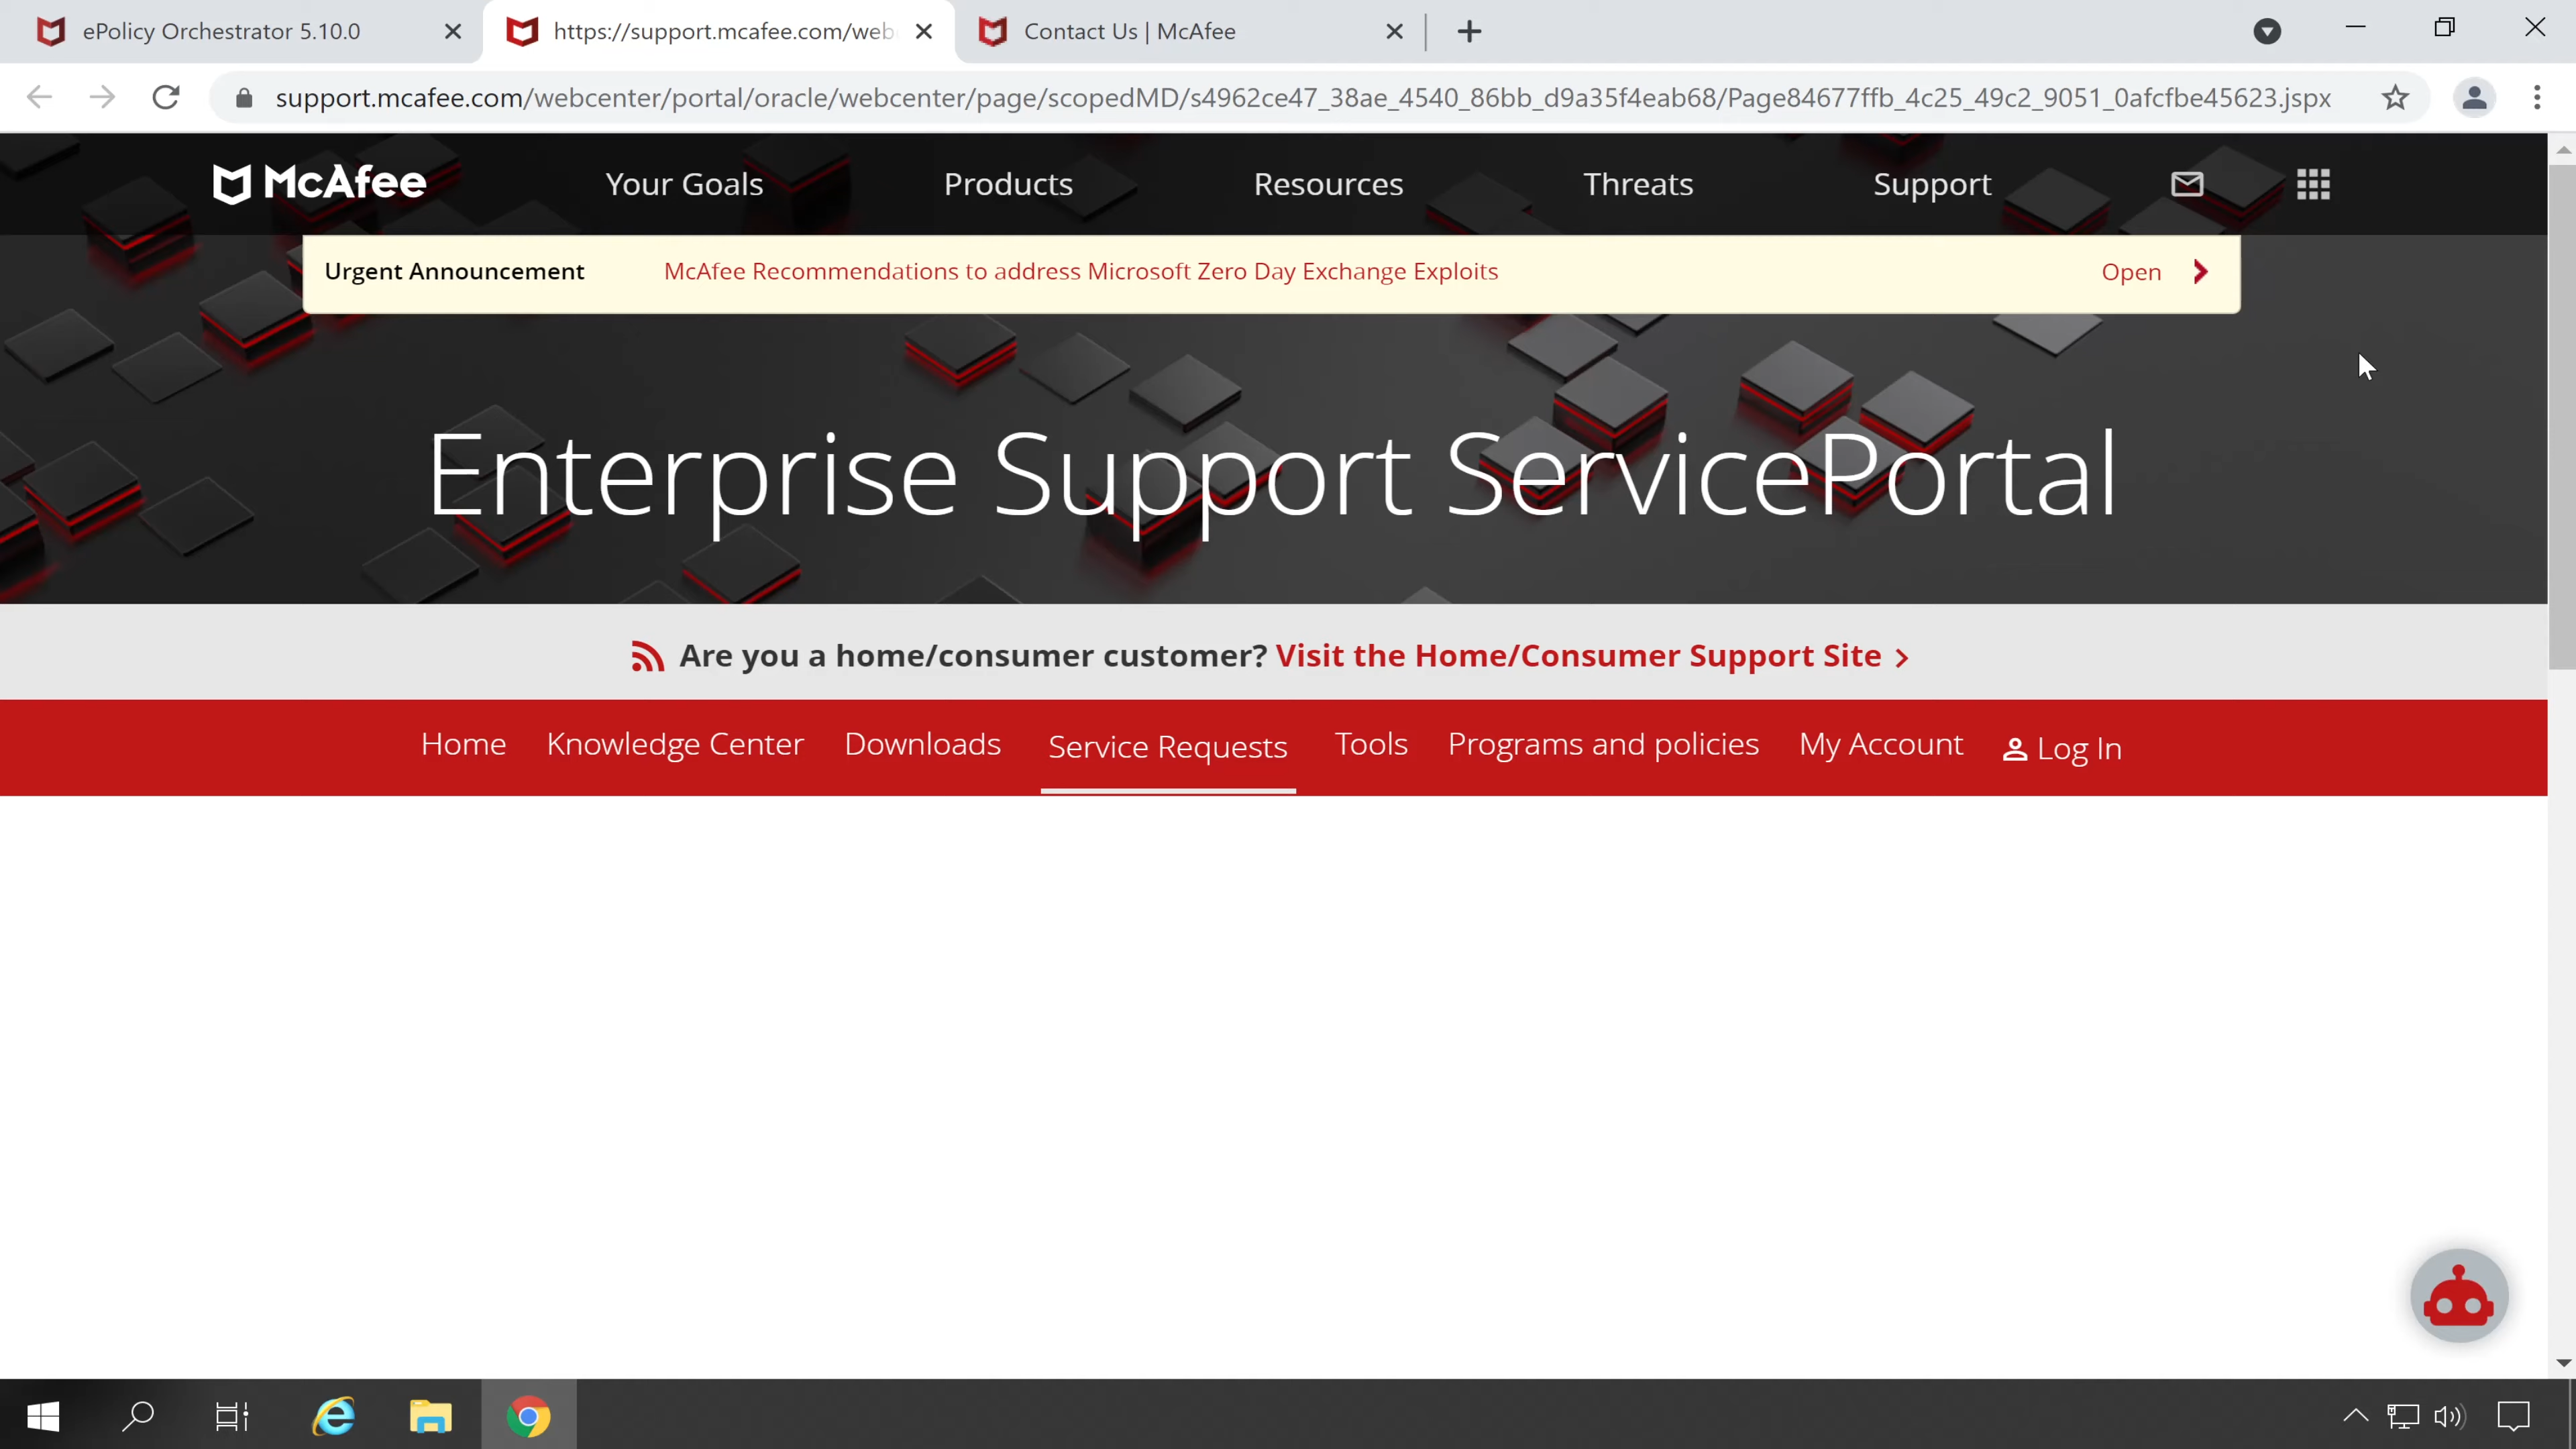 ePolicy Orchestrator 5.10.0
https://support.mcafee.com/web
Contact Us | McAfee
support.mcafee.com/webcenter/portal/oracle/webcenter/page/scopedMD/s4962ce47_38ae_4540_86bb_d9a35f4eab68/Page84677ffb_4c25_49c2_9051_0afcfbe45623.jspx
McAfee
Your Goals
Products
Resources
Threats
Support
Urgent Announcement
McAfee Recommendations to address Microsoft Zero Day Exchange Exploits
Open
Enterprise Support ServicePortal
Are you a home/consumer customer? Visit the Home/Consumer Support Site
Home
Knowledge Center
Downloads
Service Requests
Tools
Programs and policies
My Account
Log In